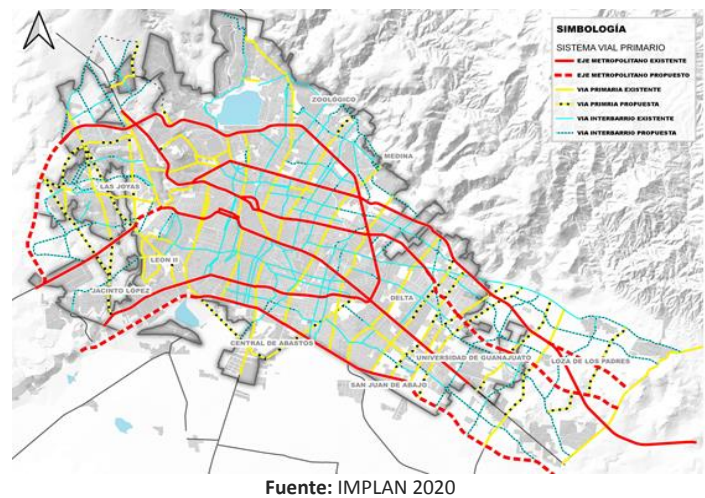 SIMBOLOGÍA
SISTEMA VIAL PRIMARIO
EJE METROPOLITANO EXISTENTE
EJE METROPOLITANO PROPUESTO
VIA PRIMARIA EXISTENTE
VIA PRIMRIA PROPUESTA
VIA INTERBARRIO EXISTENTE
VIA INTERBARRIO PROPUESTA
ZOOLOGICO
MEDINA
LAS JOYAS
LEON II
JACINTO LÓPEZ
DELTA
CENTRAL DE ABASTOS
UNIVERSIDAD DE GUANAJUATO
LOZA DE LOS PADRES
SAN JUAN DE ABAJO
Fuente: IMPLAN 2020